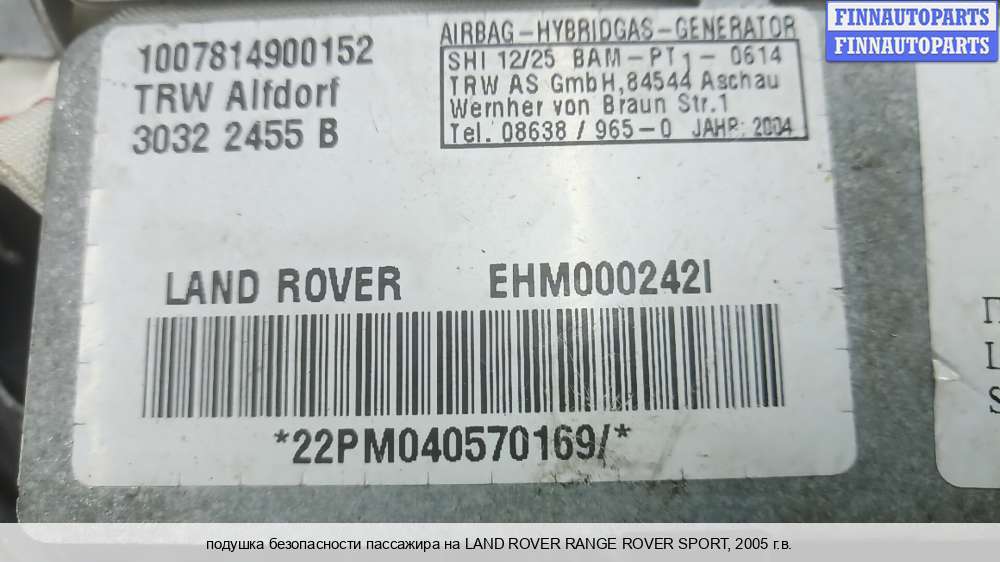 FINNAUTOPARTS
FINNAUTOPARTS
1007814900152
TRW Alfdorf
3032 2455 B
AIRBAG-HYBRIDGAS-GENERATOR
SHI 12/25 BAM-PT1-0614
TRW AS GmbH,84544 Aschau
Wernher von Braun Str.1
Tel. 08638 / 965-0 JAHR: 2004
LAND ROVER EHM000242I
*22PM040570169/*
подушка безопасности пассажира на LAND ROVER RANGE ROVER SPORT, 2005 г.в.